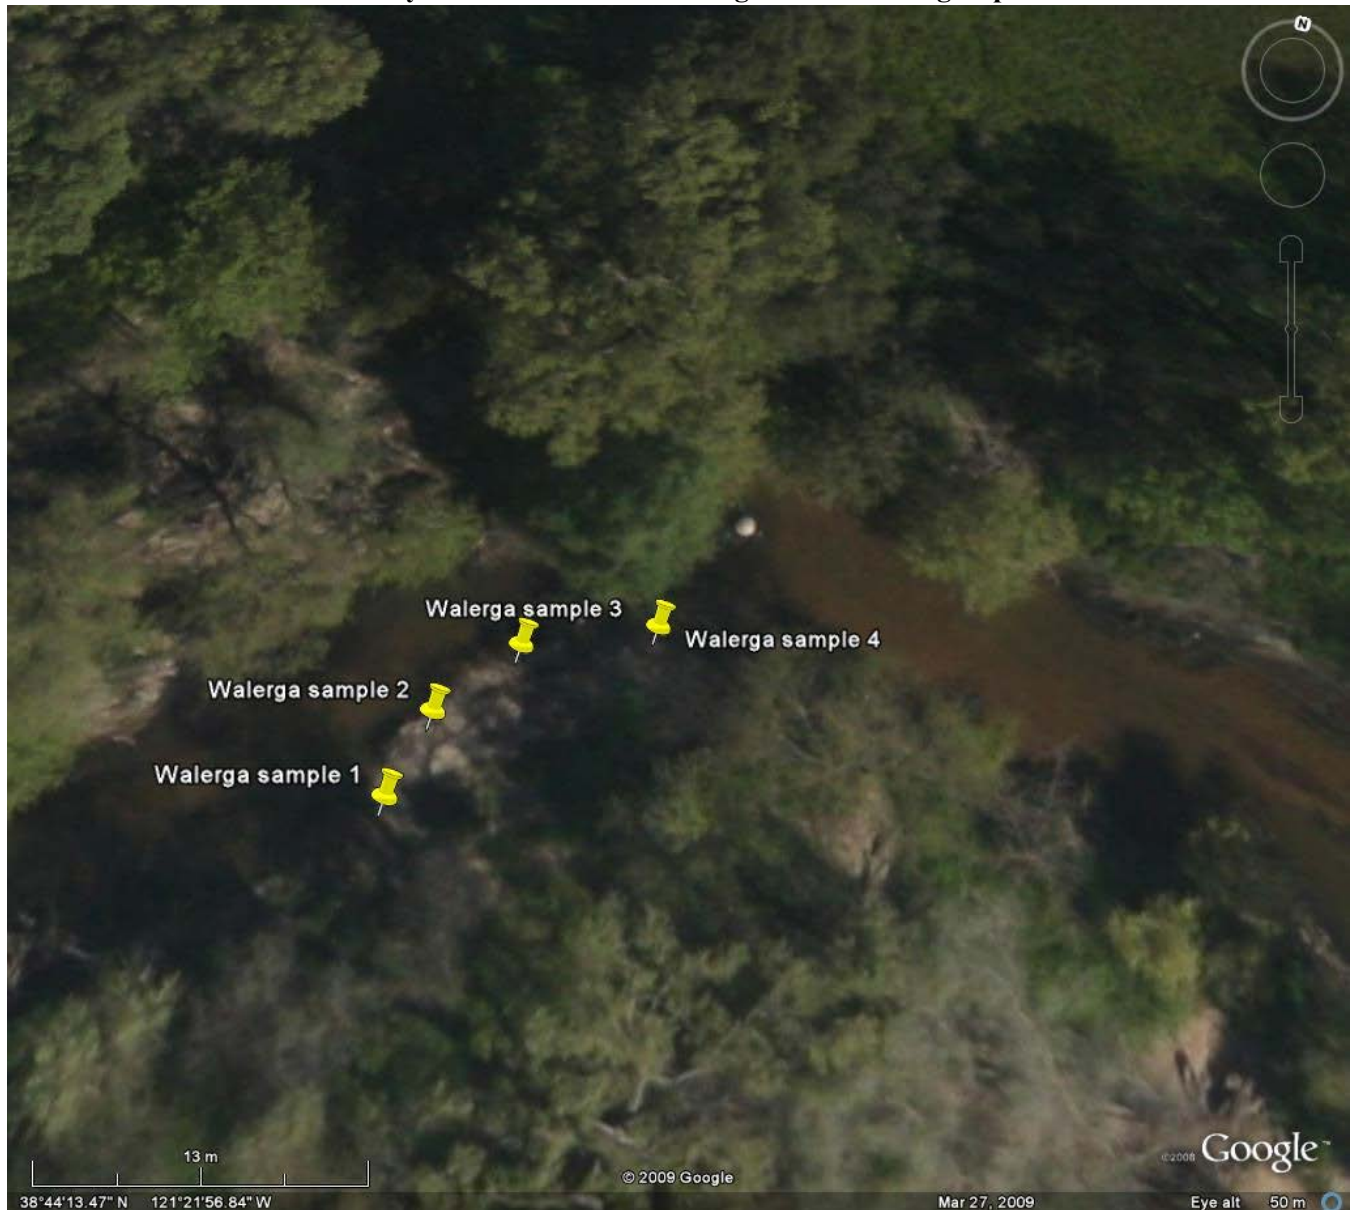 N
Walerga sample 3
Walerga sample 4
Walerga sample 2
Walerga sample 1
13 m
©2008 Google™
© 2009 Google
38°44'13.47" N 121°21'56.84" W Mar 27, 2009 Eye alt 50 m